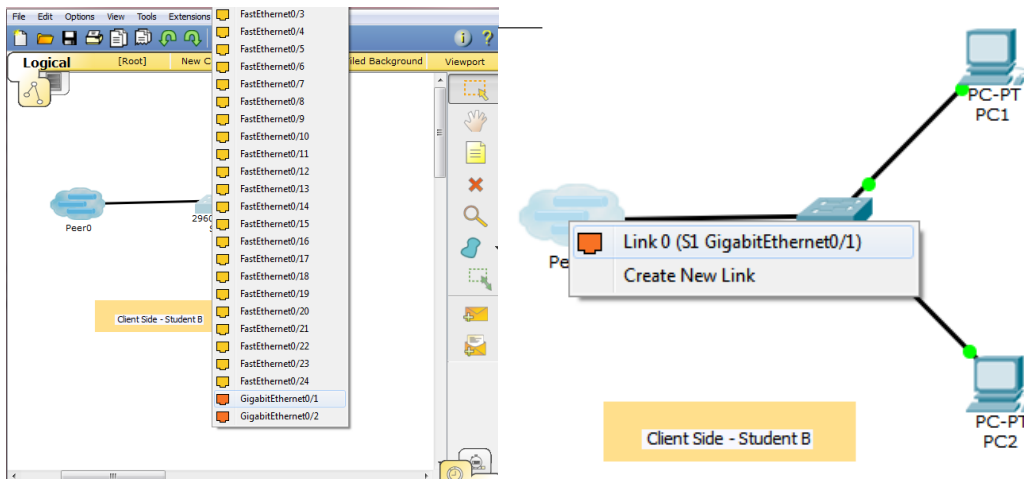 File Edit Options View Tools Extensions
Logical [Root] New C iled Background Viewport
FastEthernet0/3
FastEthernet0/4
FastEthernet0/5
FastEthernet0/6
FastEthernet0/7
FastEthernet0/8
FastEthernet0/9
FastEthernet0/10
FastEthernet0/11
FastEthernet0/12
FastEthernet0/13
FastEthernet0/14
FastEthernet0/15
FastEthernet0/16
FastEthernet0/17
FastEthernet0/18
FastEthernet0/19
FastEthernet0/20
FastEthernet0/21
FastEthernet0/22
FastEthernet0/23
FastEthernet0/24
GigabitEthernet0/1
GigabitEthernet0/2
Peer0
296
Client Side - Student B
PC-PT
PC1
Pe
Link 0 (S1 GigabitEthernet0/1)
Create New Link
PC-PT
PC2
Client Side - Student B